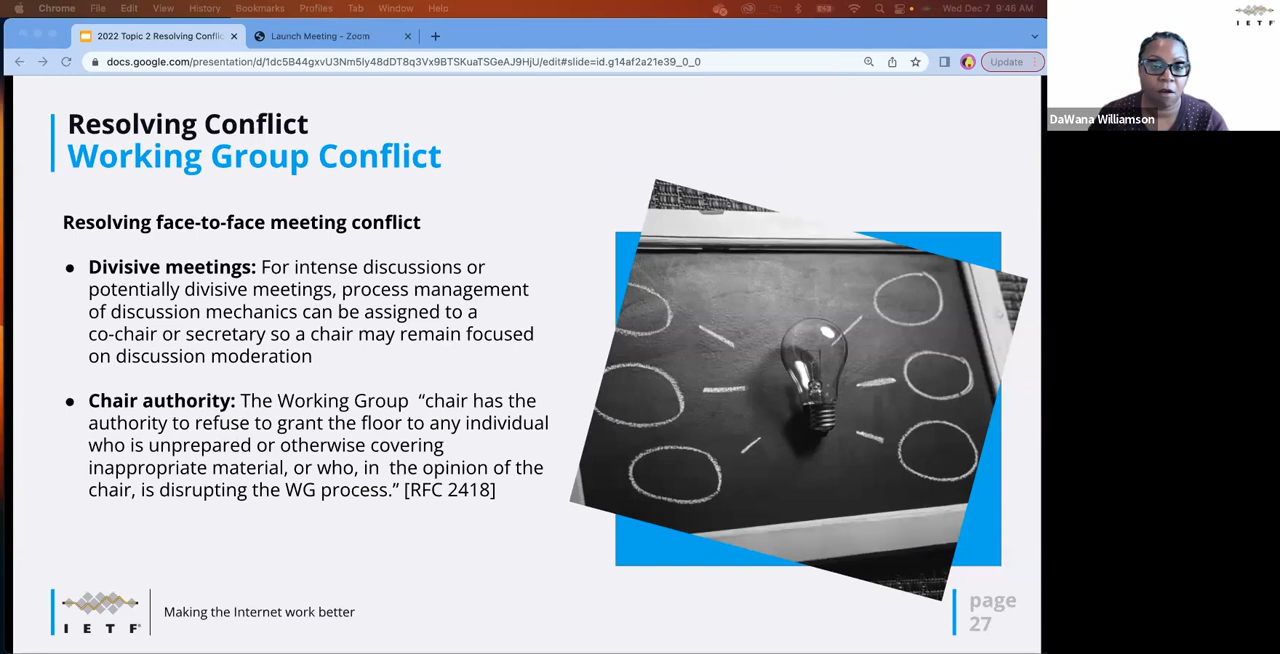 Chrome File Edit View History Bookmarks Profiles Tab Window Help Wed Dec 7 9:46 AM
2022 Topic 2 Resolving Conflic Launch Meeting - Zoom
docs.google.com/presentation/d/1dc5B44gxvU3Nm5ly48dDT8q3Vx9BTSKuaTSGeAJ9HjU/edit#slide=id.g14af2a21e39_0_0 Update
IETF
DaWana Williamson
Resolving Conflict
Working Group Conflict
Resolving face-to-face meeting conflict
● Divisive meetings: For intense discussions or
potentially divisive meetings, process management
of discussion mechanics can be assigned to a
co-chair or secretary so a chair may remain focused
on discussion moderation
● Chair authority: The Working Group “chair has the
authority to refuse to grant the floor to any individual
who is unprepared or otherwise covering
inappropriate material, or who, in the opinion of the
chair, is disrupting the WG process.” [RFC 2418]
I E T F®
Making the Internet work better
page
27